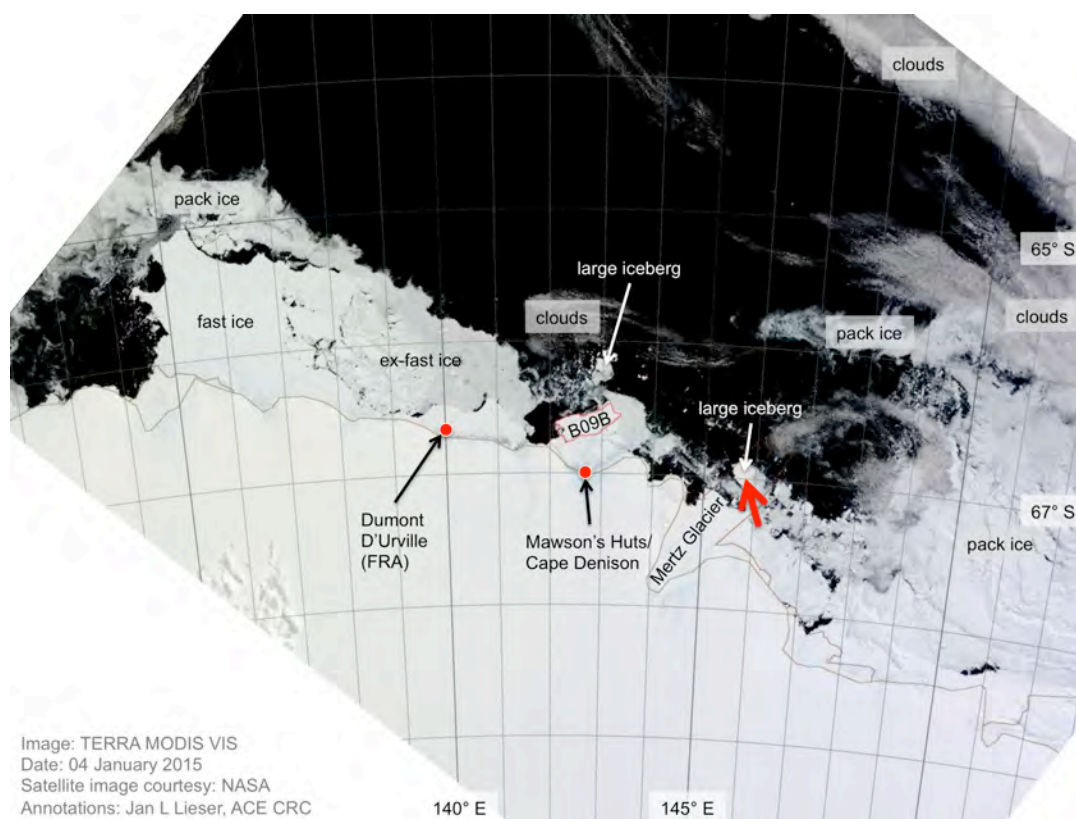 clouds
pack ice
65° S
large iceberg
clouds
pack ice
clouds
fast ice
ex-fast ice
large iceberg
B09B
67° S
Dumont
D'Urville
(FRA)
Mawson's Huts/
Cape Denison
Mertz Glacier
pack ice
Image: TERRA MODIS VIS
Date: 04 January 2015
Satellite image courtesy: NASA
Annotations: Jan L Lieser, ACE CRC
140° E
145° E